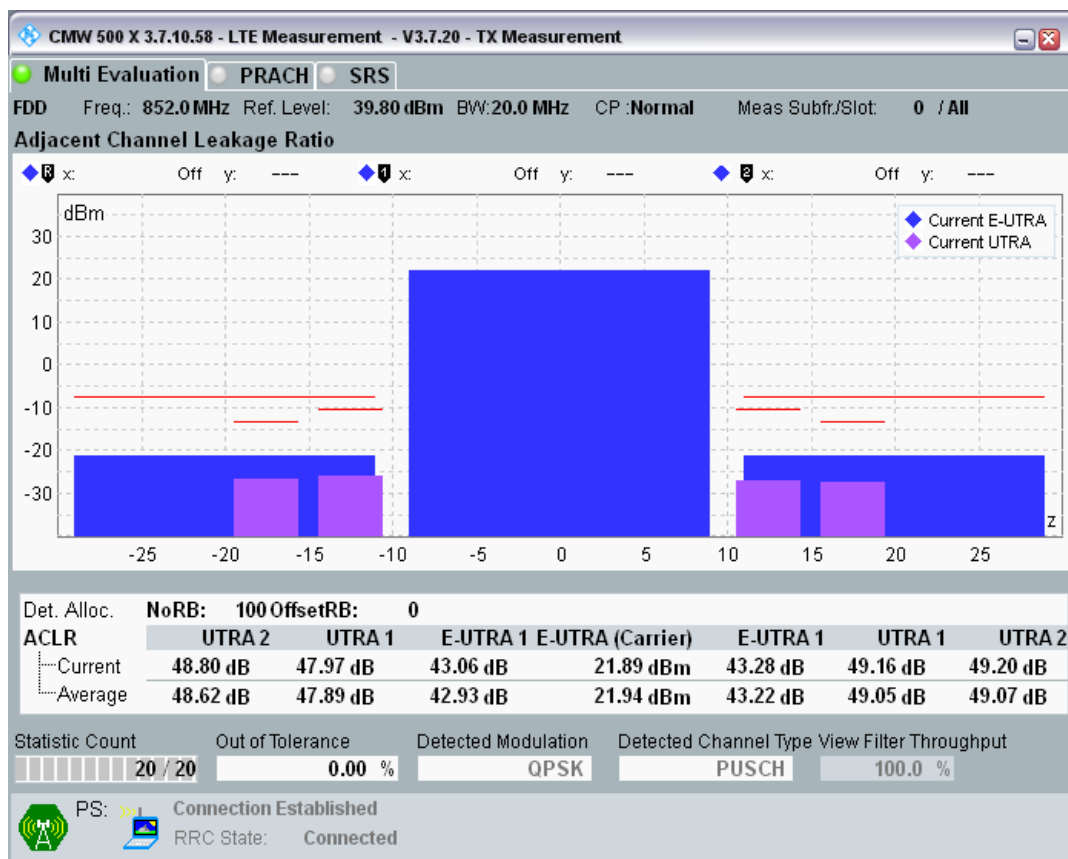 CMW 500 X 3.7.10.58 - LTE Measurement - V3.7.20 - TX Measurement
Multi Evaluation PRACH SRS
FDD Freq.: 852.0 MHz Ref. Level: 39.80 dBm BW:20.0 MHz CP :Normal Meas Subfr./Slot: 0 / All
Adjacent Channel Leakage Ratio
R x: Off y: --- 1 x: Off y: --- 2 x: Off y: ---
dBm
Current E-UTRA
Current UTRA
30
20
10
0
-10
-20
-30
z
-25 -20 -15 -10 -5 0 5 10 15 20 25
Det. Alloc. NoRB: 100 OffsetRB: 0
ACLR UTRA 2 UTRA 1 E-UTRA 1 E-UTRA (Carrier) E-UTRA 1 UTRA 1 UTRA 2
Current 48.80 dB 47.97 dB 43.06 dB 21.89 dBm 43.28 dB 49.16 dB 49.20 dB
Average 48.62 dB 47.89 dB 42.93 dB 21.94 dBm 43.22 dB 49.05 dB 49.07 dB
Statistic Count Out of Tolerance Detected Modulation Detected Channel Type View Filter Throughput
20 / 20 0.00 % QPSK PUSCH 100.0 %
PS: Connection Established
RRC State: Connected